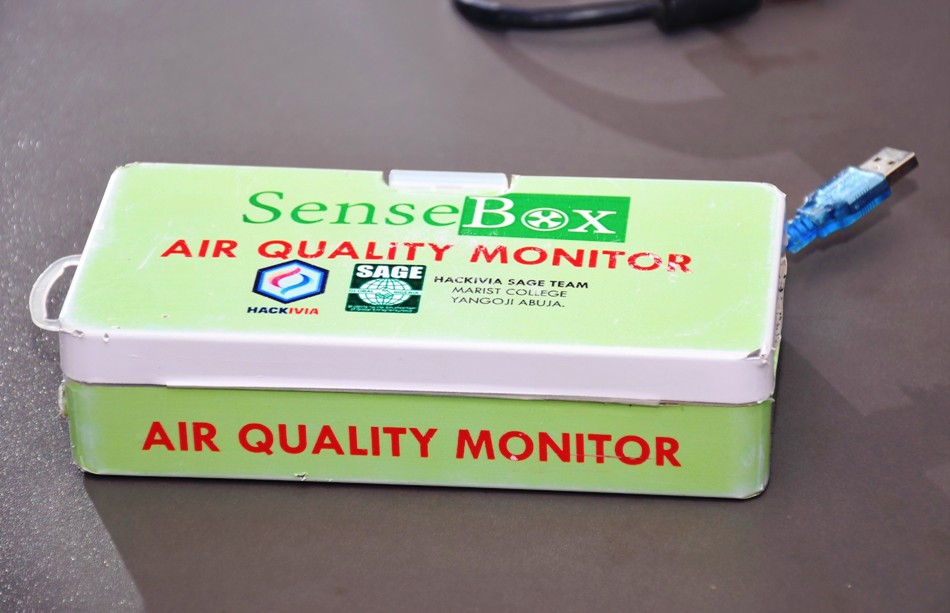 SenseBox
AIR QUALITY MONITOR
HACKIVIA
SAGE
HACKIVIA SAGE TEAM
MARIST COLLEGE
YANGOJI ABUJA.
AIR QUALITY MONITOR